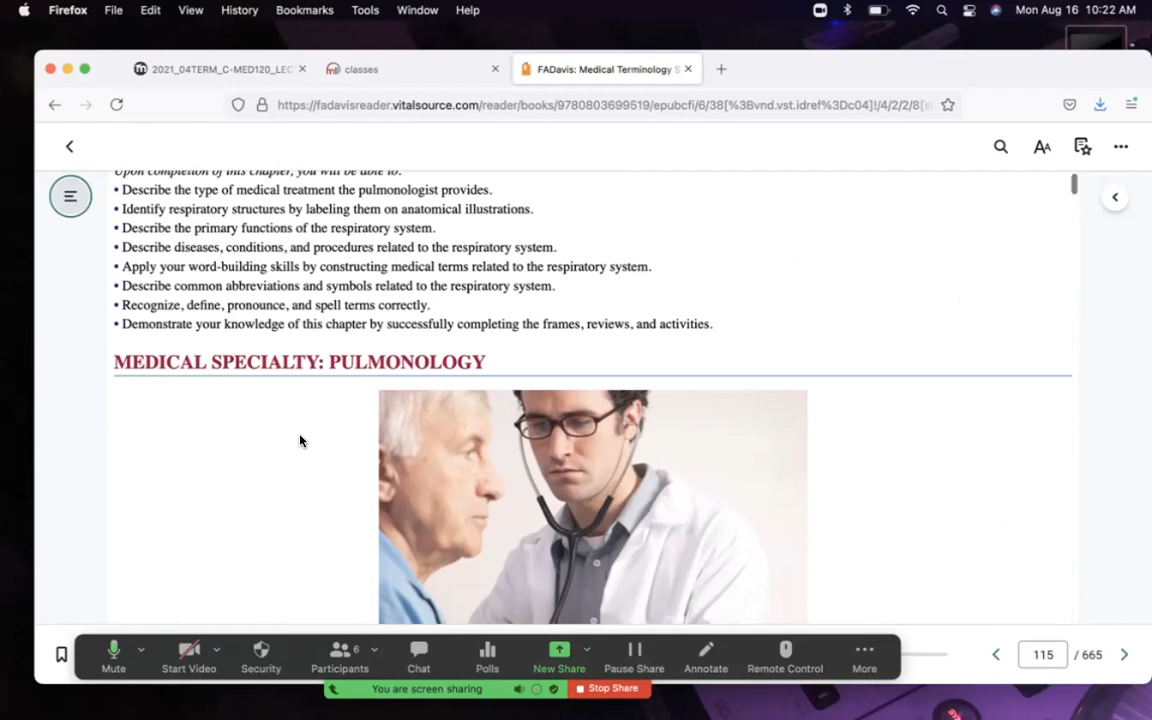 Firefox File Edit View History Bookmarks Tools Window Help Mon Aug 16 10:22 AM
2021_04TERM_C-MED120_LEC classes FADavis: Medical Terminology S
https://fadavisreader.vitalsource.com/reader/books/9780803699519/epubcfi/6/38[%3Bvnd.vst.idref%3Dc04]!/4/2/2/8[s
AA
Upon completion of this chapter, you will be able to:
• Describe the type of medical treatment the pulmonologist provides.
• Identify respiratory structures by labeling them on anatomical illustrations.
• Describe the primary functions of the respiratory system.
• Describe diseases, conditions, and procedures related to the respiratory system.
• Apply your word-building skills by constructing medical terms related to the respiratory system.
• Describe common abbreviations and symbols related to the respiratory system.
• Recognize, define, pronounce, and spell terms correctly.
• Demonstrate your knowledge of this chapter by successfully completing the frames, reviews, and activities.
MEDICAL SPECIALTY: PULMONOLOGY
6
Mute Start Video Security Participants Chat Polls New Share Pause Share Annotate Remote Control More
115 / 665
You are screen sharing Stop Share